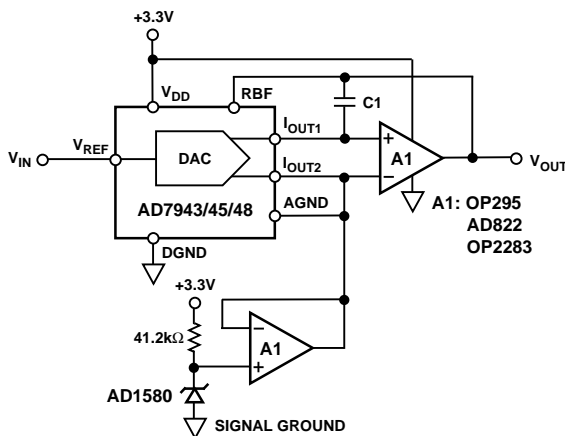 +3.3V
VDD
RBF
C1
IOUT1
VREF
VIN
DAC
+
A1
−
VOUT
IOUT2
AD7943/45/48
AGND
A1: OP295
AD822
OP2283
DGND
+3.3V
41.2kΩ
−
A1
+
AD1580
SIGNAL GROUND